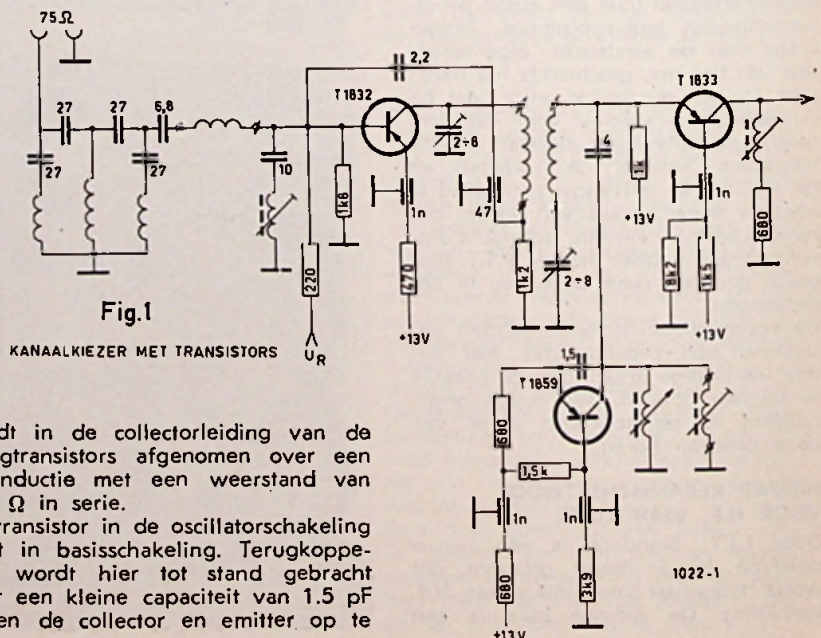 75Ω
27
27
6,8
27
27
10
1k8
220
U_R
2,2
T 1832
2÷8
1n
470
+13V
47
1k2
2÷8
4
1k
+13V
T 1833
1n
8k2
1k5
+13V
680
1,5
T 1859
680
1,5k
1n
1n
680
3k9
+13V
1022-1
Fig.1
KANAALKIEZER MET TRANSISTORS
dt in de collectorleiding van de
gtransistors afgenomen over een
nductie met een weerstand van
Ω in serie.
transistor in de oscillatorschakeling
t in basisschakeling. Terugkoppe-
wordt hier tot stand gebracht
een kleine capaciteit van 1.5 pF
en de collector en emitter op te